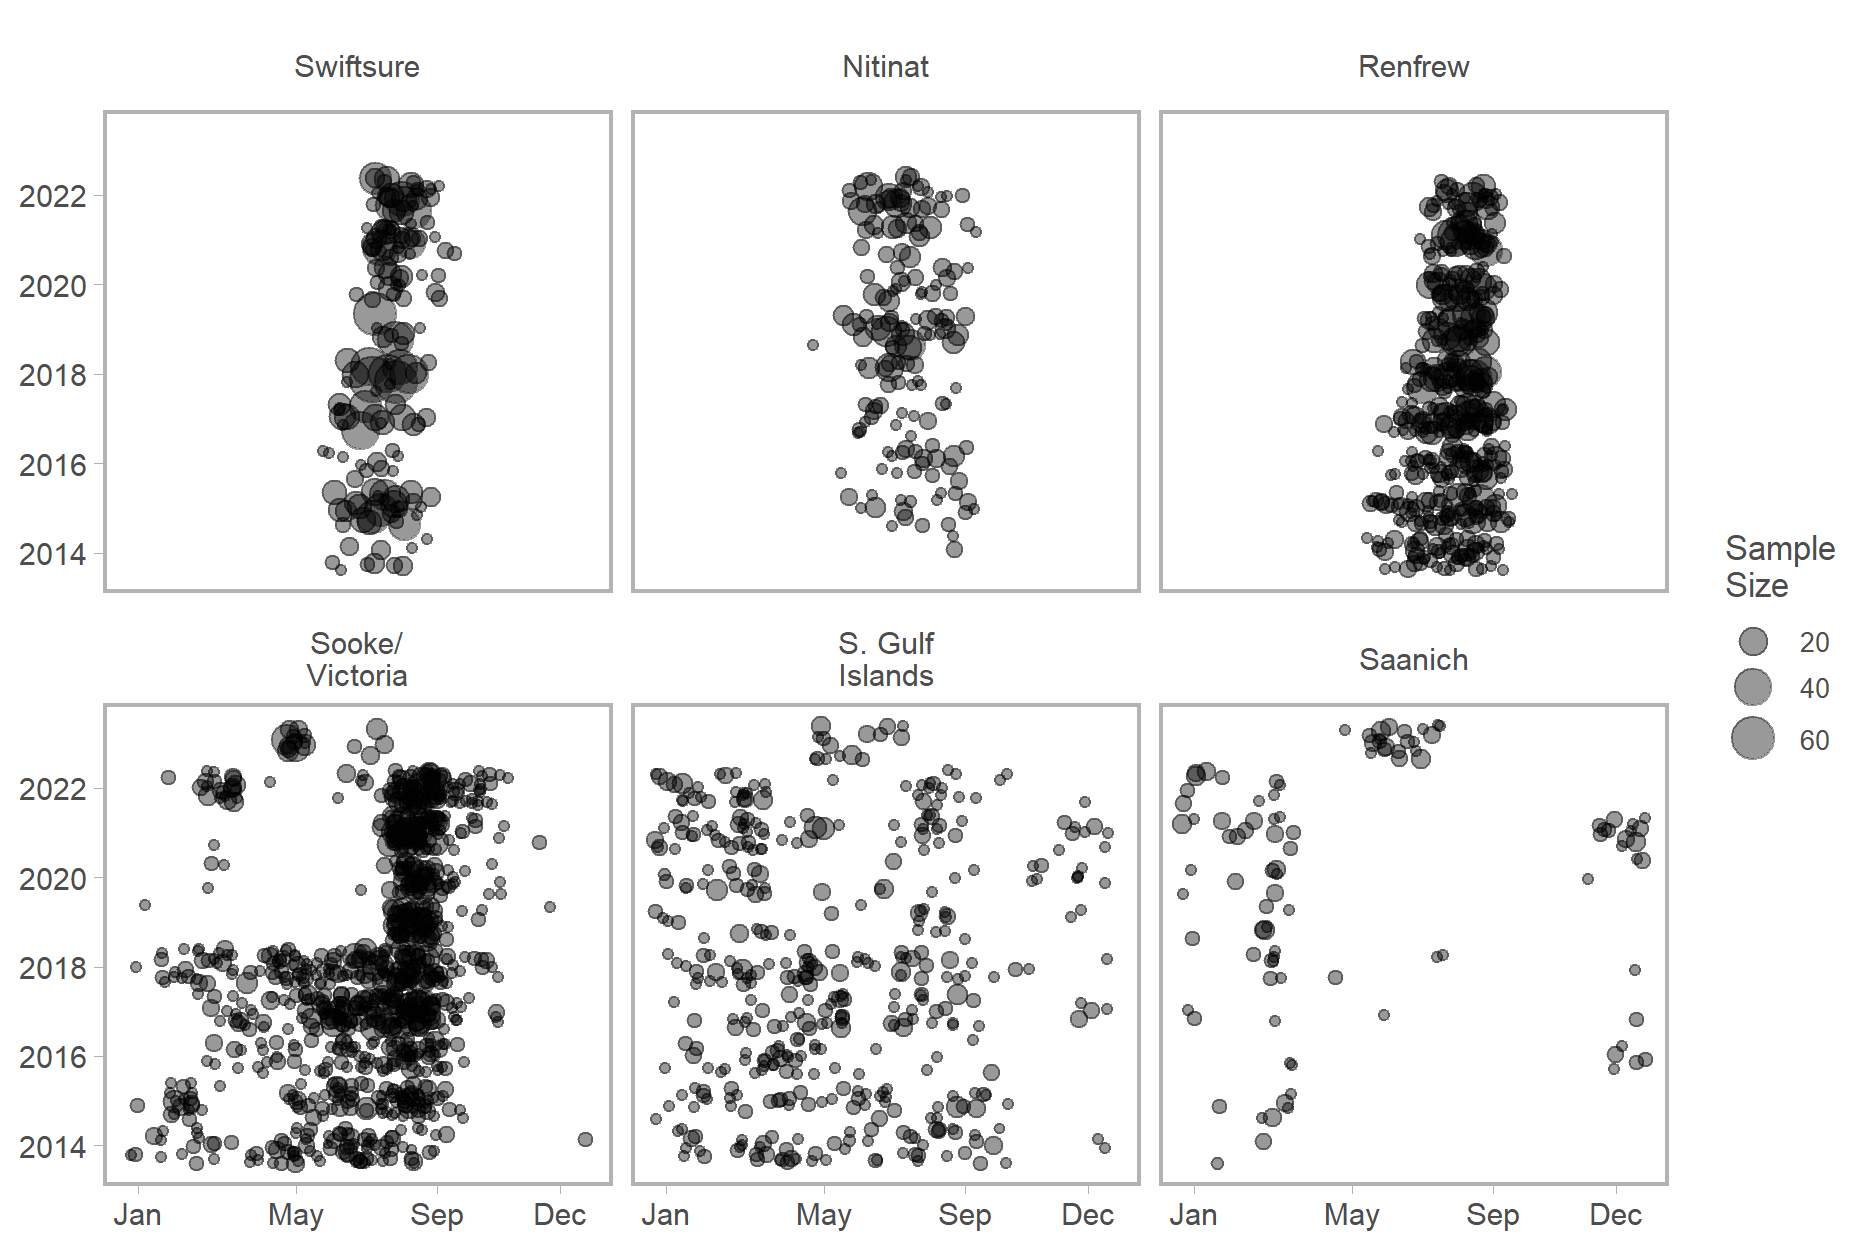 Swiftsure
Nitinat
Renfrew
2022
2020
2018
2016
2014
Sooke/
Victoria
S. Gulf
Islands
Saanich
2022
2020
2018
2016
2014
Jan
May
Sep
Dec
Jan
May
Sep
Dec
Jan
May
Sep
Dec
Sample
Size
20
40
60